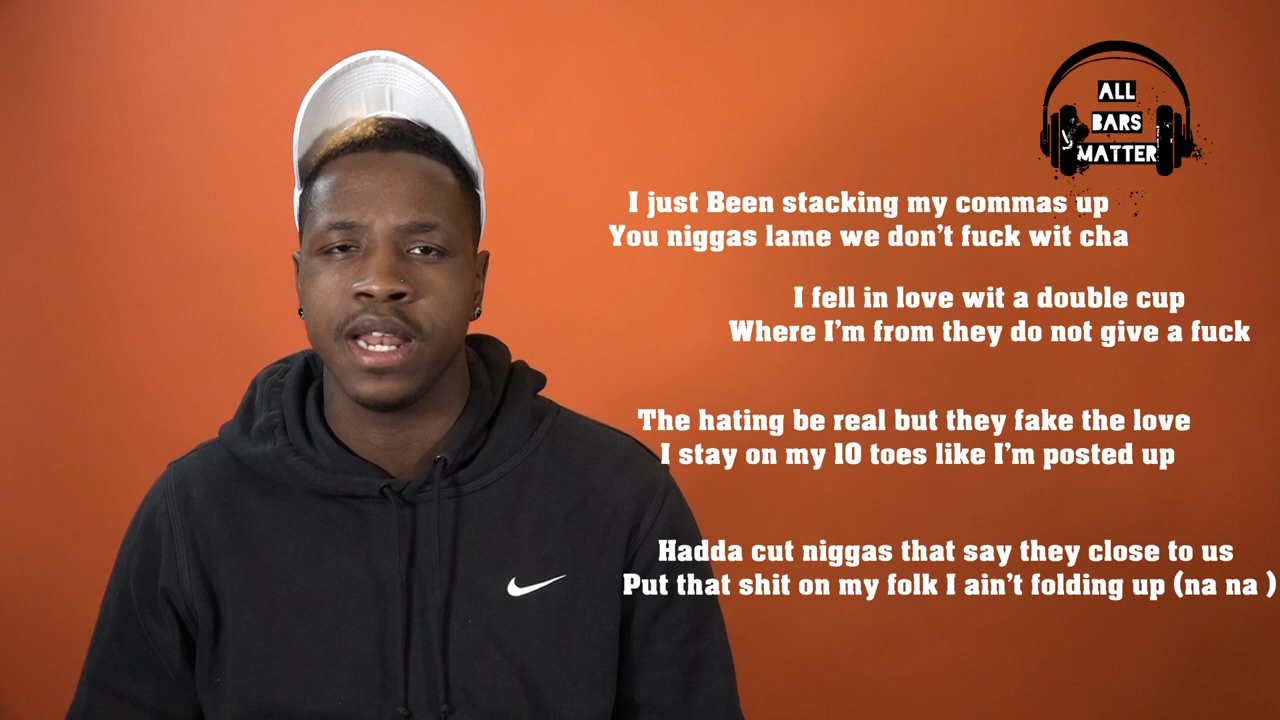 ALL
BARS
MATTER
I just Been stacking my commas up
You niggas lame we don't fuck wit cha
I fell in love wit a double cup
Where I'm from they do not give a fuck
The hating be real but they fake the love
I stay on my 10 toes like I'm posted up
Hadda cut niggas that say they close to us
Put that shit on my folk I ain't folding up (na na )